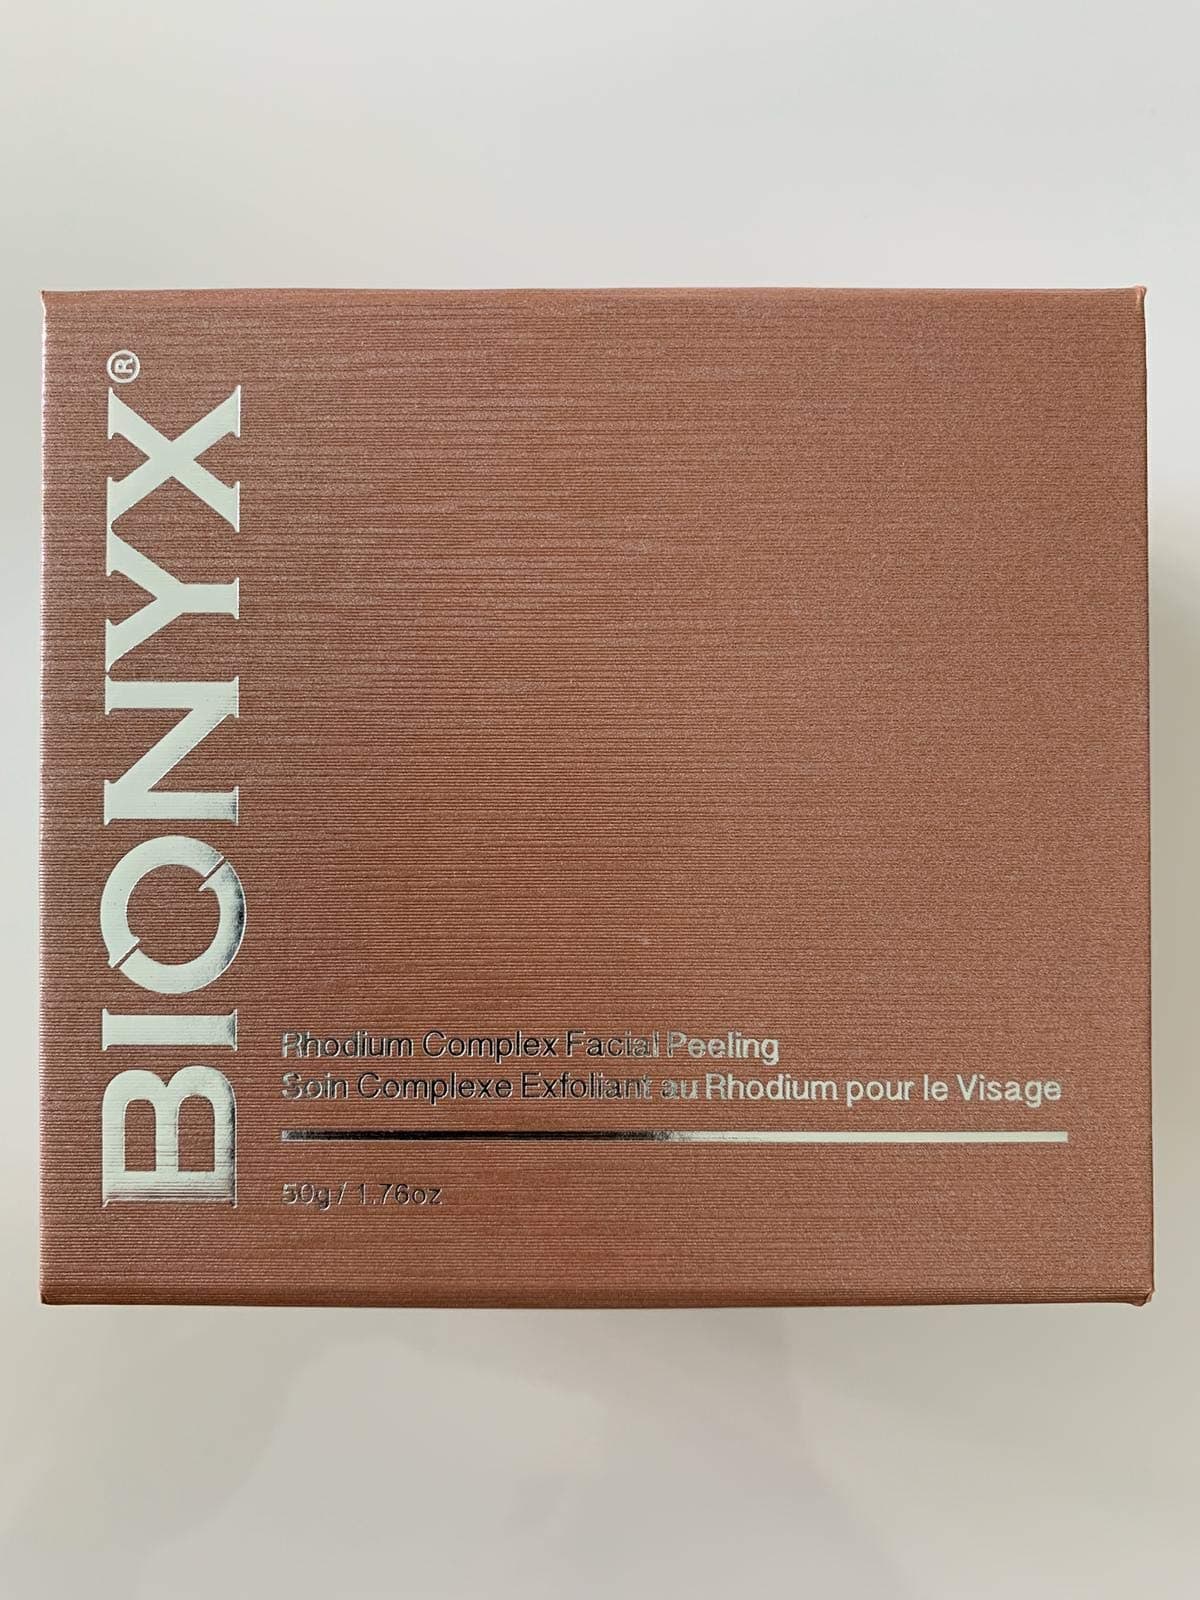 BIONYX®
Rhodium Complex Facial Peeling
Soin Complexe Exfoliant au Rhodium pour le Visage
50g / 1.76oz